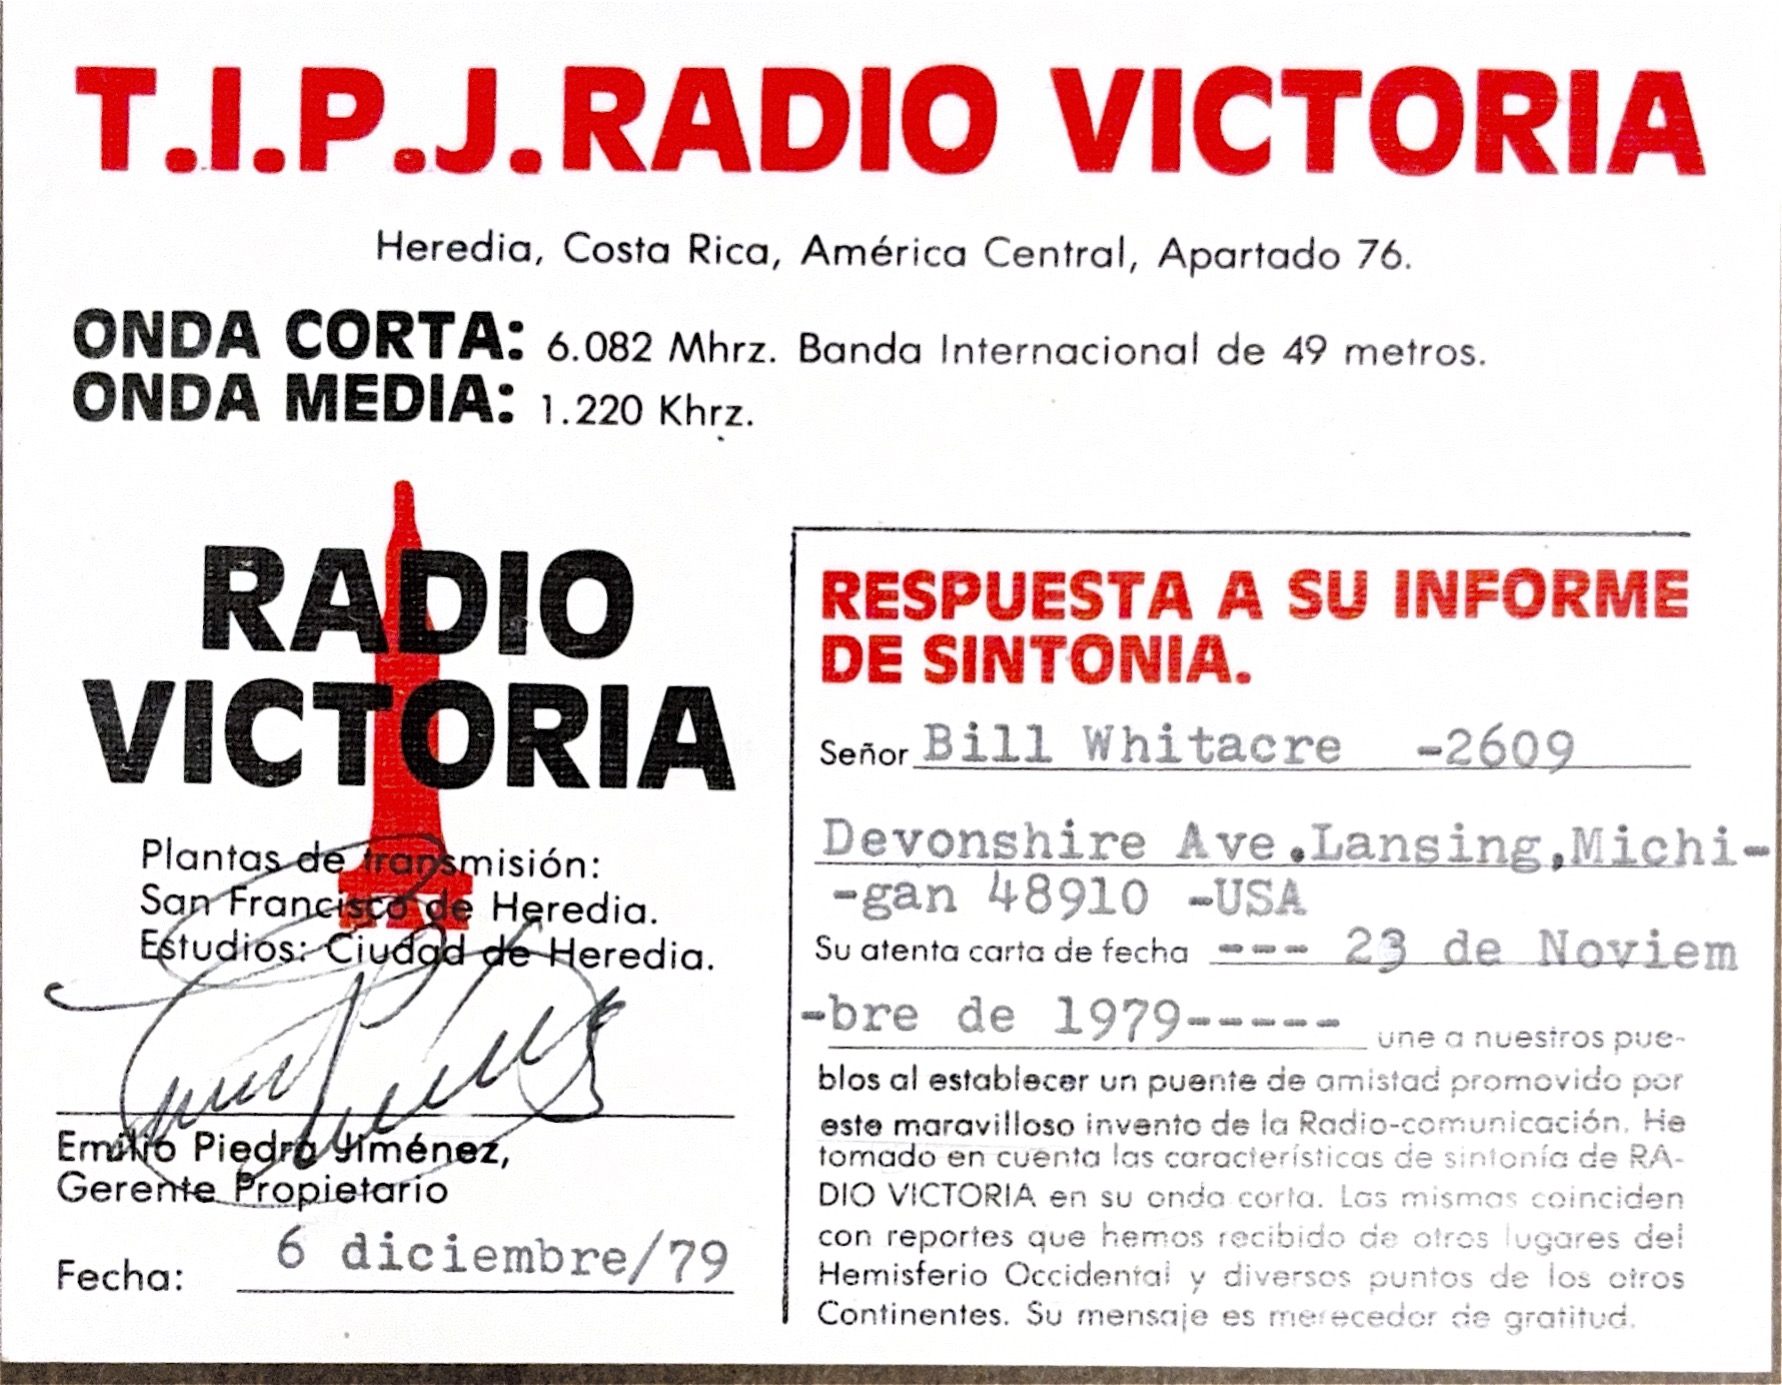 T.I.P.J. RADIO VICTORIA
Heredia, Costa Rica, América Central, Apartado 76.
ONDA CORTA: 6.082 Mhrz. Banda Internacional de 49 metros.
ONDA MEDIA: 1.220 Khrz.
RADIO
VICTORIA
Plantas de transmisión:
San Francisco de Heredia.
Estudios: Ciudad de Heredia.
Emilio Piedra Jiménez,
Gerente Propietario
Fecha: 6 diciembre/79
RESPUESTA A SU INFORME
DE SINTONIA.
Señor Bill Whitacre -2609
Devonshire Ave.Lansing,Michi-
-gan 48910 -USA
Su atenta carta de fecha --- 23 de Noviem
-bre de 1979----- une a nuestros pue-
blos al establecer un puente de amistad promovido por
este maravilloso invento de la Radio-comunicación. He
tomado en cuenta las características de sintonía de RA-
DIO VICTORIA en su onda corta. Las mismas coinciden
con reportes que hemos recibido de otros lugares del
Hemisferio Occidental y diversos puntos de los otros
Continentes. Su mensaje es merecedor de gratitud.